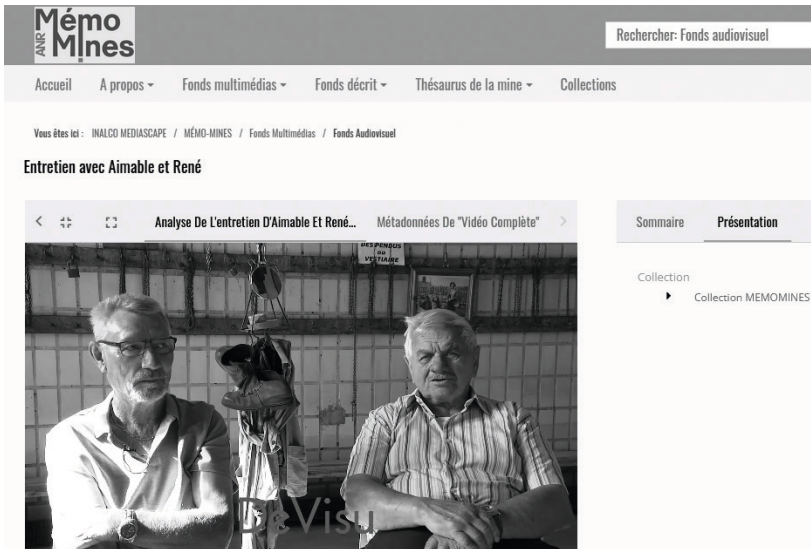 Mémo
ANR Mines
Rechercher: Fonds audiovisuel
Accueil A propos Fonds multimédias Fonds décrit Thésaurus de la mine Collections
Vous êtes ici : INALCO MEDIASCAPE / MÉMO-MINES / Fonds Multimédias / Fonds Audiovisuel
Entretien avec Aimable et René
Analyse De L'entretien D'Aimable Et René... Métadonnées De "Vidéo Complète"
Sommaire Présentation
Collection
Collection MEMOMINES
DES PENDUS
AU
VESTIAIRE
DeVisu